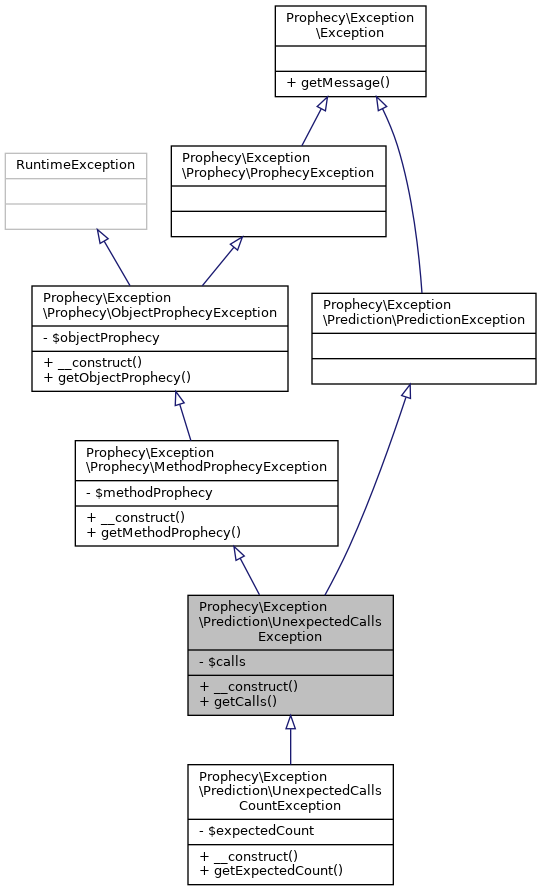 Prophecy\Exception
\Exception
+ getMessage()
RuntimeException
Prophecy\Exception
\Prophecy\ProphecyException
Prophecy\Exception
\Prophecy\ObjectProphecyException
- $objectProphecy
+ __construct()
+ getObjectProphecy()
Prophecy\Exception
\Prediction\PredictionException
Prophecy\Exception
\Prophecy\MethodProphecyException
- $methodProphecy
+ __construct()
+ getMethodProphecy()
Prophecy\Exception
\Prediction\UnexpectedCalls
Exception
- $calls
+ __construct()
+ getCalls()
Prophecy\Exception
\Prediction\UnexpectedCalls
CountException
- $expectedCount
+ __construct()
+ getExpectedCount()